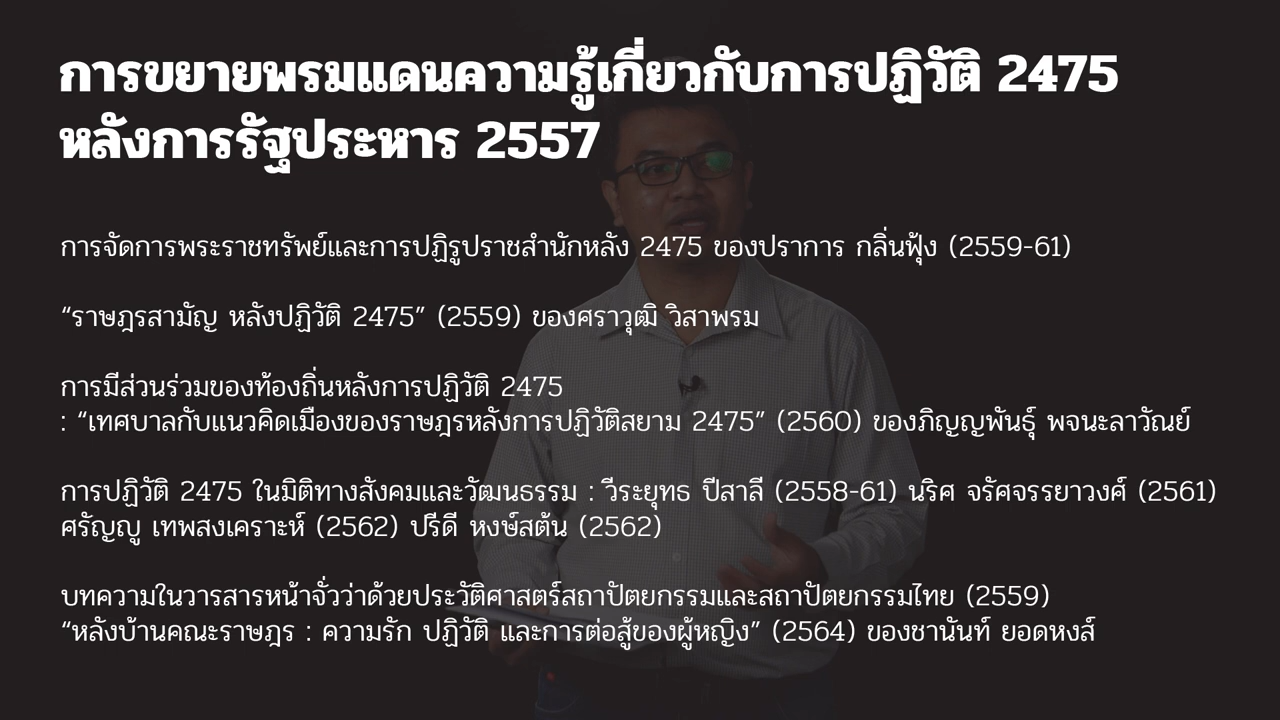 การขยายพรมแดนความรู้เกี่ยวกับการปฏิวัติ 2475
หลังการรัฐประหาร 2557
การจัดการพระราชทรัพย์และการปฏิรูปราชสำนักหลัง 2475 ของปราการ กลิ่นฟุ้ง (2559-61)
“ราษฎรสามัญ หลังปฏิวัติ 2475” (2559) ของศราวุฒิ วิสาพรม
การมีส่วนร่วมของท้องถิ่นหลังการปฏิวัติ 2475
: “เทศบาลกับแนวคิดเมืองของราษฎรหลังการปฏิวัติสยาม 2475” (2560) ของภิญญพันธุ์ พจนะลาวัณย์
การปฏิวัติ 2475 ในมิติทางสังคมและวัฒนธรรม : วีระยุทธ ปีสาลี (2558-61) นริศ จรัสจรรยาวงศ์ (2561)
ศรัญญู เทพสงเคราะห์ (2562) ปรีดี หงษ์สต้น (2562)
บทความในวารสารหน้าจั่วว่าด้วยประวัติศาสตร์สถาปัตยกรรมและสถาปัตยกรรมไทย (2559)
“หลังบ้านคณะราษฎร : ความรัก ปฏิวัติ และการต่อสู้ของผู้หญิง” (2564) ของชานันท์ ยอดหงส์